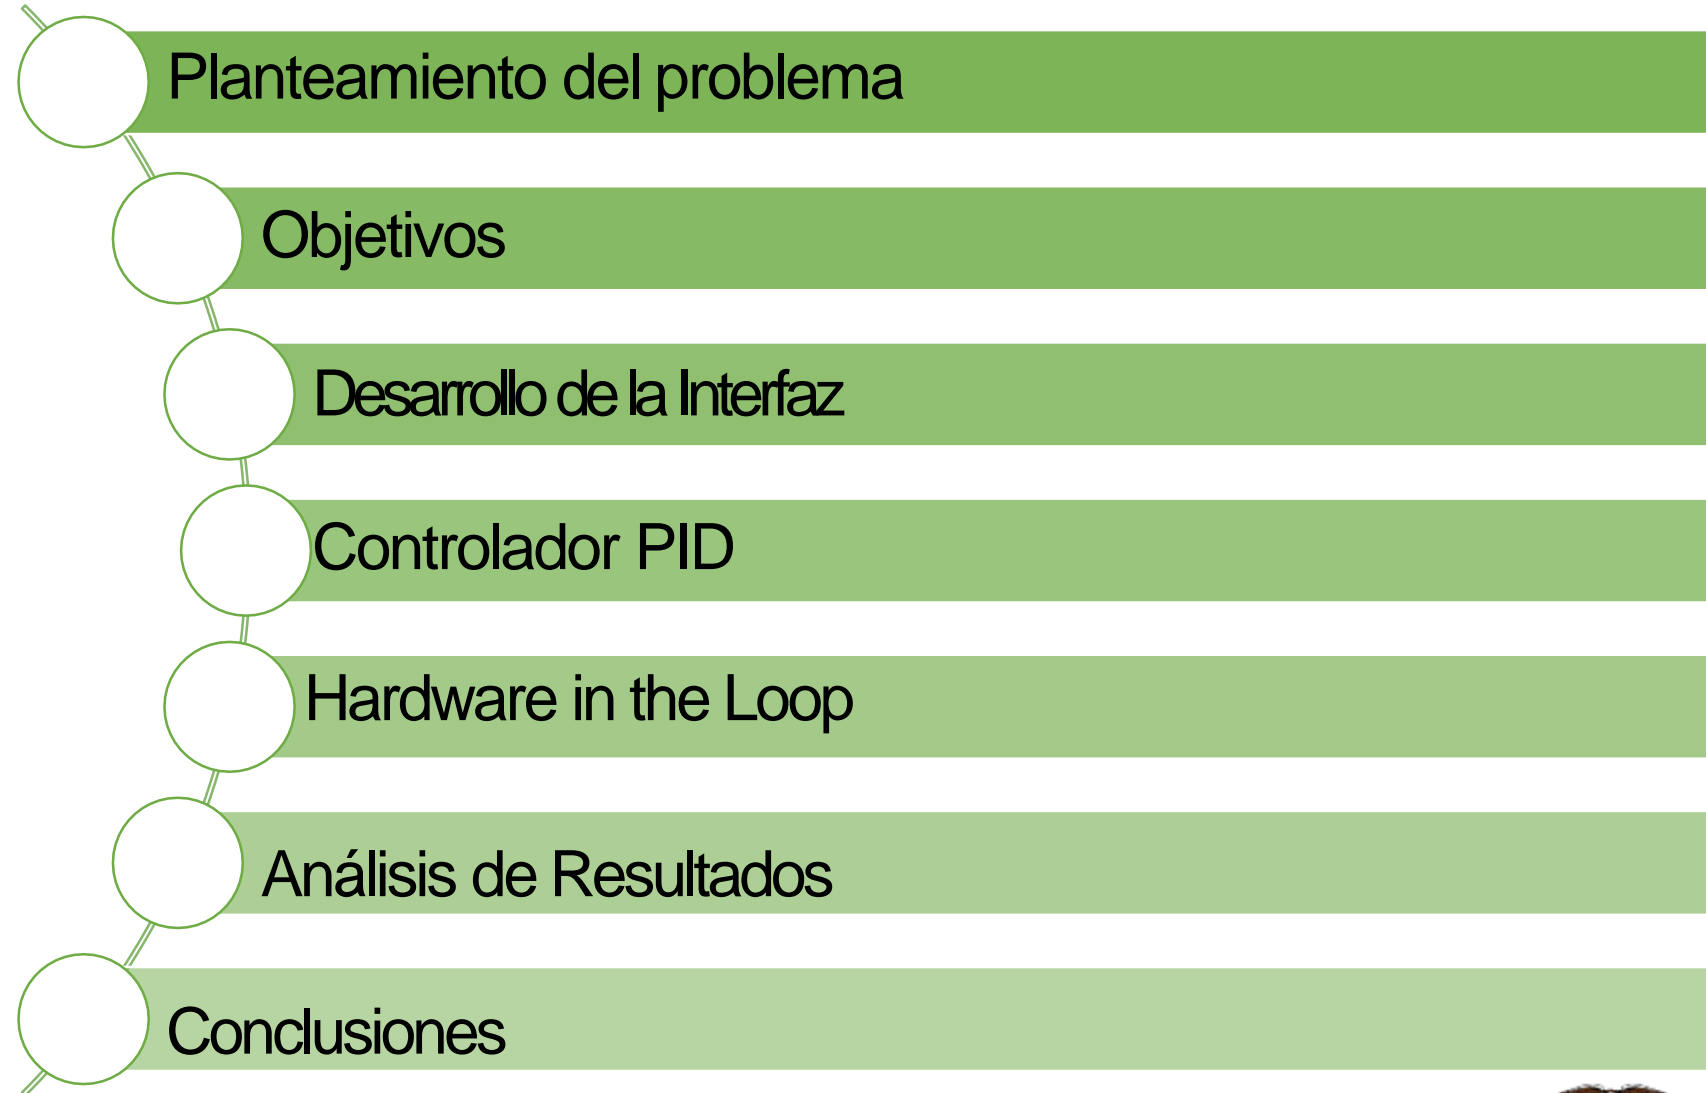 Planteamiento del problema
Objetivos
Desarrollo de la Interfaz
Controlador PID
Hardware in the Loop
Análisis de Resultados
Conclusiones